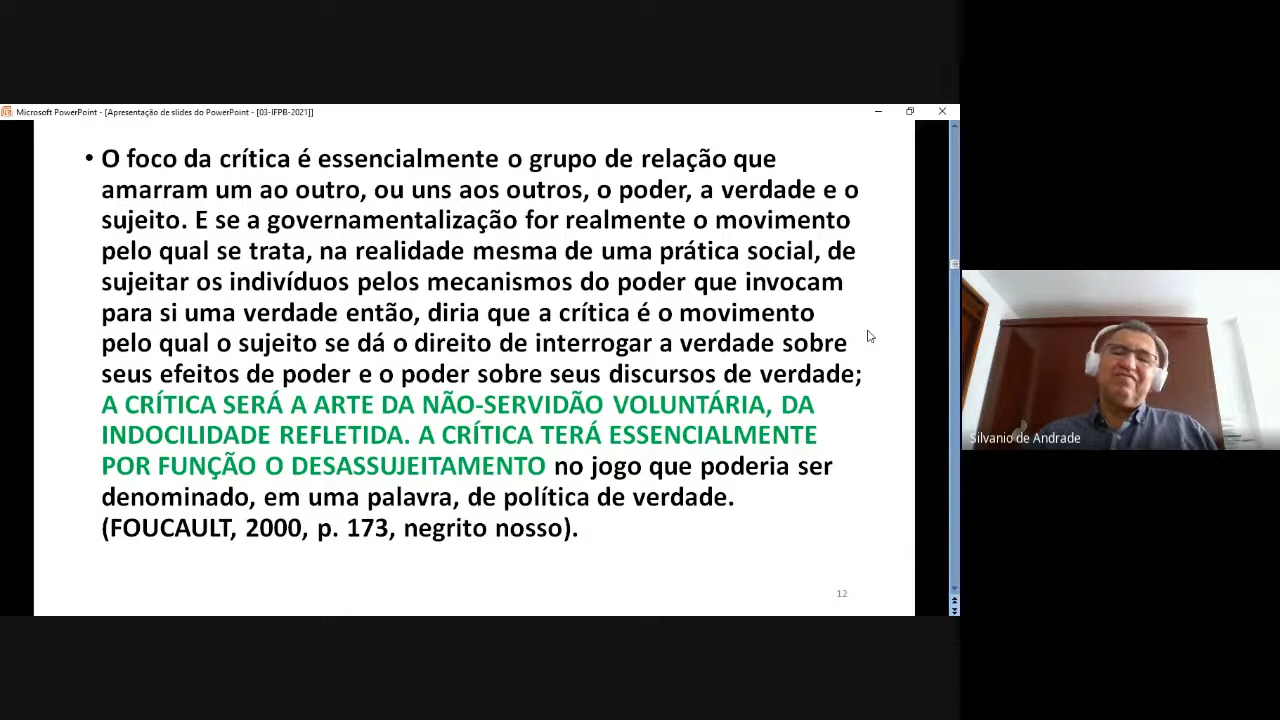 Microsoft PowerPoint - [Apresentação de slides do PowerPoint - [03-IFPB-2021]]
• O foco da crítica é essencialmente o grupo de relação que
amarram um ao outro, ou uns aos outros, o poder, a verdade e o
sujeito. E se a governamentalização for realmente o movimento
pelo qual se trata, na realidade mesma de uma prática social, de
sujeitar os indivíduos pelos mecanismos do poder que invocam
para si uma verdade então, diria que a crítica é o movimento
pelo qual o sujeito se dá o direito de interrogar a verdade sobre
seus efeitos de poder e o poder sobre seus discursos de verdade;
A CRÍTICA SERÁ A ARTE DA NÃO-SERVIDÃO VOLUNTÁRIA, DA
INDOCILIDADE REFLETIDA. A CRÍTICA TERÁ ESSENCIALMENTE
POR FUNÇÃO O DESASSUJEITAMENTO no jogo que poderia ser
denominado, em uma palavra, de política de verdade.
(FOUCAULT, 2000, p. 173, negrito nosso).
12
Silvanio de Andrade